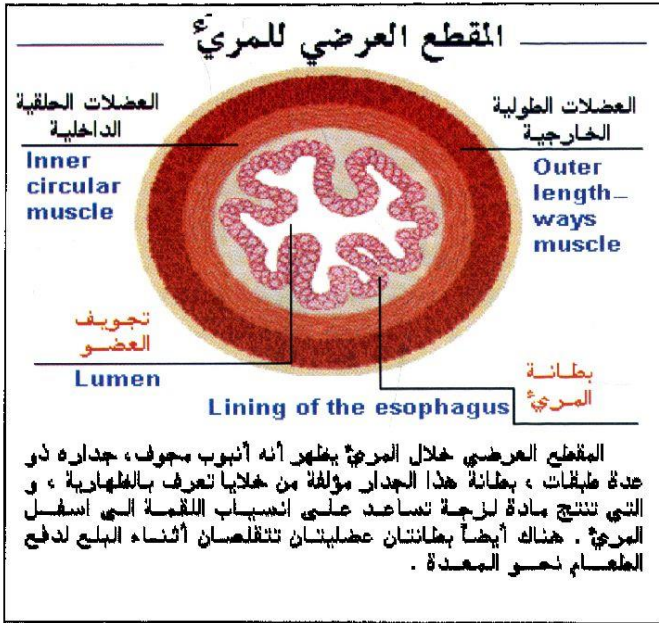 المقطع العرضي للمريء
العضلات الحلقية
الداخلية
Inner
circular
muscle
العضلات الطولية
الخارجية
Outer
length-
ways
muscle
تجويف
العضو
Lumen
بطانة
المريء
Lining of the esophagus
المقطع العرضي خلال المريء يظهر أنه أنبوب مجوف، جداره ذو
عدة طبقات ، بطانة هذا الجدار مؤلفة من خلايا تعرف بالظهارية ، و
التي تنتج مادة لزجة تساعد على انسياب اللقمة الى اسفل
المريء . هناك أيضاً بطانتان عضليتان تتقلصان أثناء البلع لدفع
الطعام نحو المعدة .